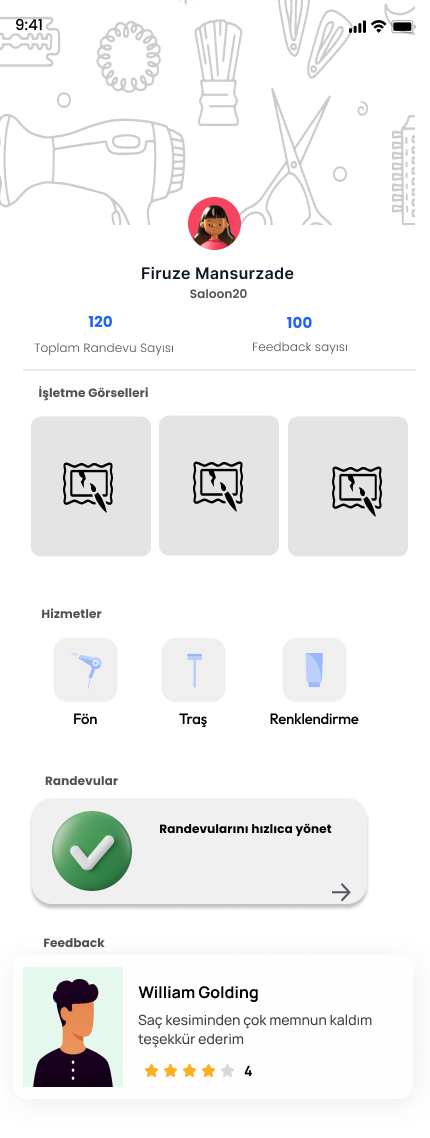 9:41
Firuze Mansurzade
Saloon20
120
100
Toplam Randevu Sayısı
Feedback sayısı
İşletme Görselleri
Hizmetler
Fön
Traş
Renklendirme
Randevular
Randevularını hızlıca yönet
Feedback
William Golding
Saç kesiminden çok memnun kaldım
teşekkür ederim
4